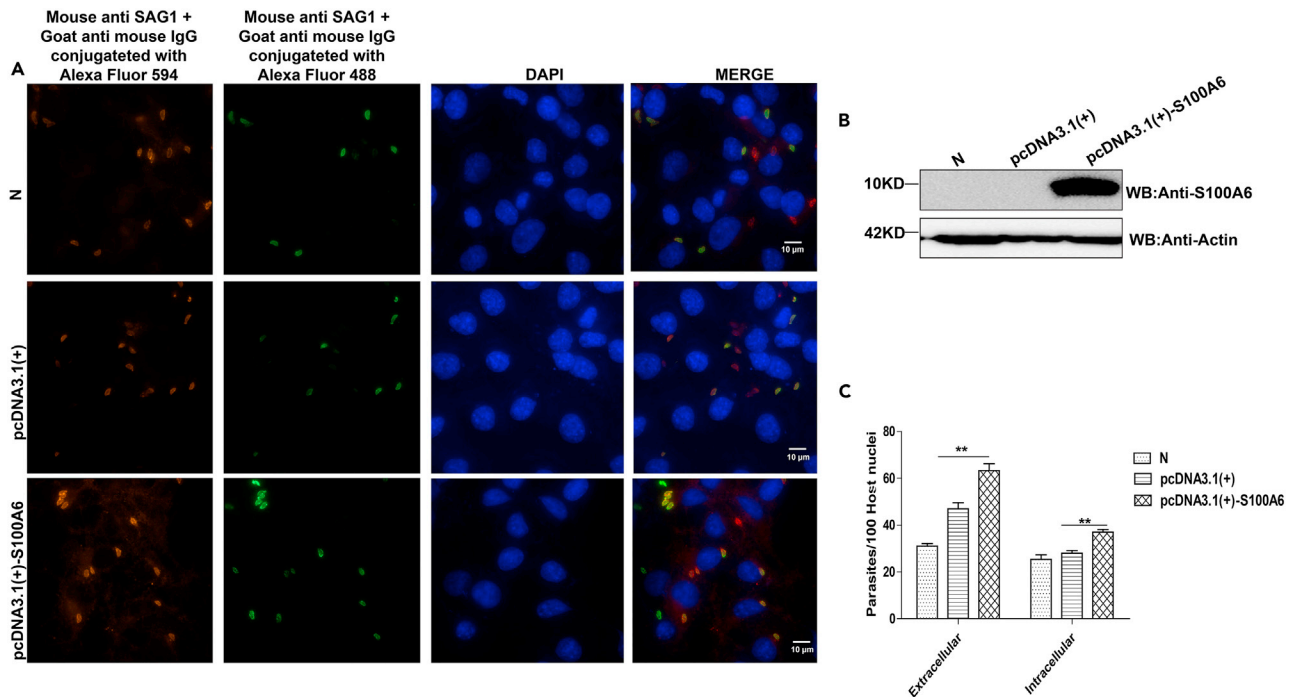 Mouse anti SAG1 +
Goat anti mouse IgG
conjugateted with
Alexa Fluor 594
Mouse anti SAG1 +
Goat anti mouse IgG
conjugateted with
Alexa Fluor 488
DAPI
MERGE
A
N
10 µm
pcDNA3.1(+)
10 µm
pcDNA3.1(+)-S100A6
10 µm
B
N
pcDNA3.1(+)
pcDNA3.1(+)-S100A6
10KD
WB:Anti-S100A6
42KD
WB:Anti-Actin
C
Parasites/100 Host nuclei
80
60
40
20
0
**
**
Extracellular
Intracellular
N
pcDNA3.1(+)
pcDNA3.1(+)-S100A6